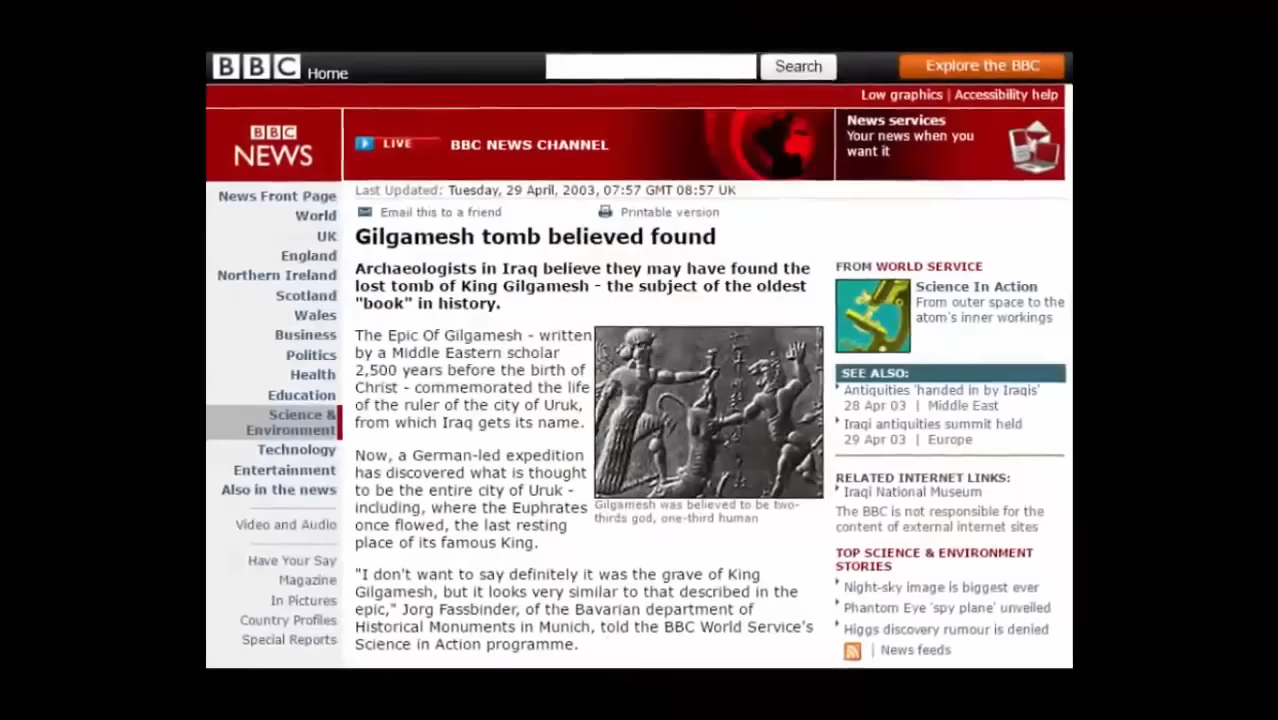 BBC Home
Search
Explore the BBC
Low graphics | Accessibility help
BBC
NEWS
LIVE
BBC NEWS CHANNEL
News services
Your news when you
want it
News Front Page
World
UK
England
Northern Ireland
Scotland
Wales
Business
Politics
Health
Education
Science &
Environment
Technology
Entertainment
Also in the news
Video and Audio
Have Your Say
Magazine
In Pictures
Country Profiles
Special Reports
Last Updated: Tuesday, 29 April, 2003, 07:57 GMT 08:57 UK
Email this to a friend
Printable version
Gilgamesh tomb believed found
Archaeologists in Iraq believe they may have found the
lost tomb of King Gilgamesh - the subject of the oldest
"book" in history.
The Epic Of Gilgamesh - written
by a Middle Eastern scholar
2,500 years before the birth of
Christ - commemorated the life
of the ruler of the city of Uruk,
from which Iraq gets its name.
Now, a German-led expedition
has discovered what is thought
to be the entire city of Uruk -
including, where the Euphrates
once flowed, the last resting
place of its famous King.
Gilgamesh was believed to be two-
thirds god, one-third human
"I don't want to say definitely it was the grave of King
Gilgamesh, but it looks very similar to that described in the
epic," Jorg Fassbinder, of the Bavarian department of
Historical Monuments in Munich, told the BBC World Service's
Science in Action programme.
FROM WORLD SERVICE
Science In Action
From outer space to the
atom's inner workings
SEE ALSO:
Antiquities 'handed in by Iraqis'
28 Apr 03 | Middle East
Iraqi antiquities summit held
29 Apr 03 | Europe
RELATED INTERNET LINKS:
Iraqi National Museum
The BBC is not responsible for the
content of external internet sites
TOP SCIENCE & ENVIRONMENT
STORIES
Night-sky image is biggest ever
Phantom Eye 'spy plane' unveiled
Higgs discovery rumour is denied
| News feeds